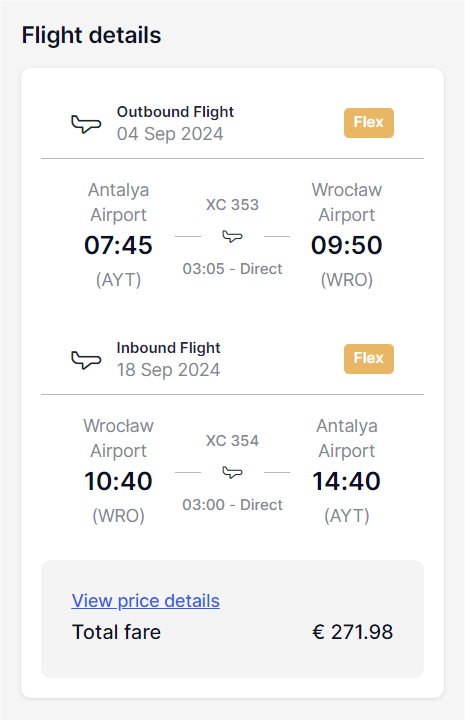 Flight details
Outbound Flight
04 Sep 2024
Flex
Antalya
Airport
07:45
(AYT)
XC 353
03:05 - Direct
Wrocław
Airport
09:50
(WRO)
Inbound Flight
18 Sep 2024
Flex
Wrocław
Airport
10:40
(WRO)
XC 354
03:00 - Direct
Antalya
Airport
14:40
(AYT)
View price details
Total fare € 271.98